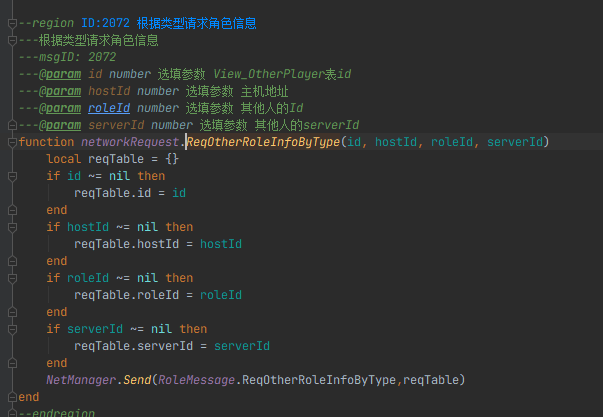 --region ID:2072 根据类型请求角色信息
---根据类型请求角色信息
---msgID: 2072
---@param id number 选填参数 View_OtherPlayer表id
---@param hostId number 选填参数 主机地址
---@param roleId number 选填参数 其他人的Id
---@param serverId number 选填参数 其他人的serverId
function networkRequest.ReqOtherRoleInfoByType(id, hostId, roleId, serverId)
    local reqTable = {}
    if id ~= nil then
        reqTable.id = id
    end
    if hostId ~= nil then
        reqTable.hostId = hostId
    end
    if roleId ~= nil then
        reqTable.roleId = roleId
    end
    if serverId ~= nil then
        reqTable.serverId = serverId
    end
    NetManager.Send(RoleMessage.ReqOtherRoleInfoByType,reqTable)
end
--endregion